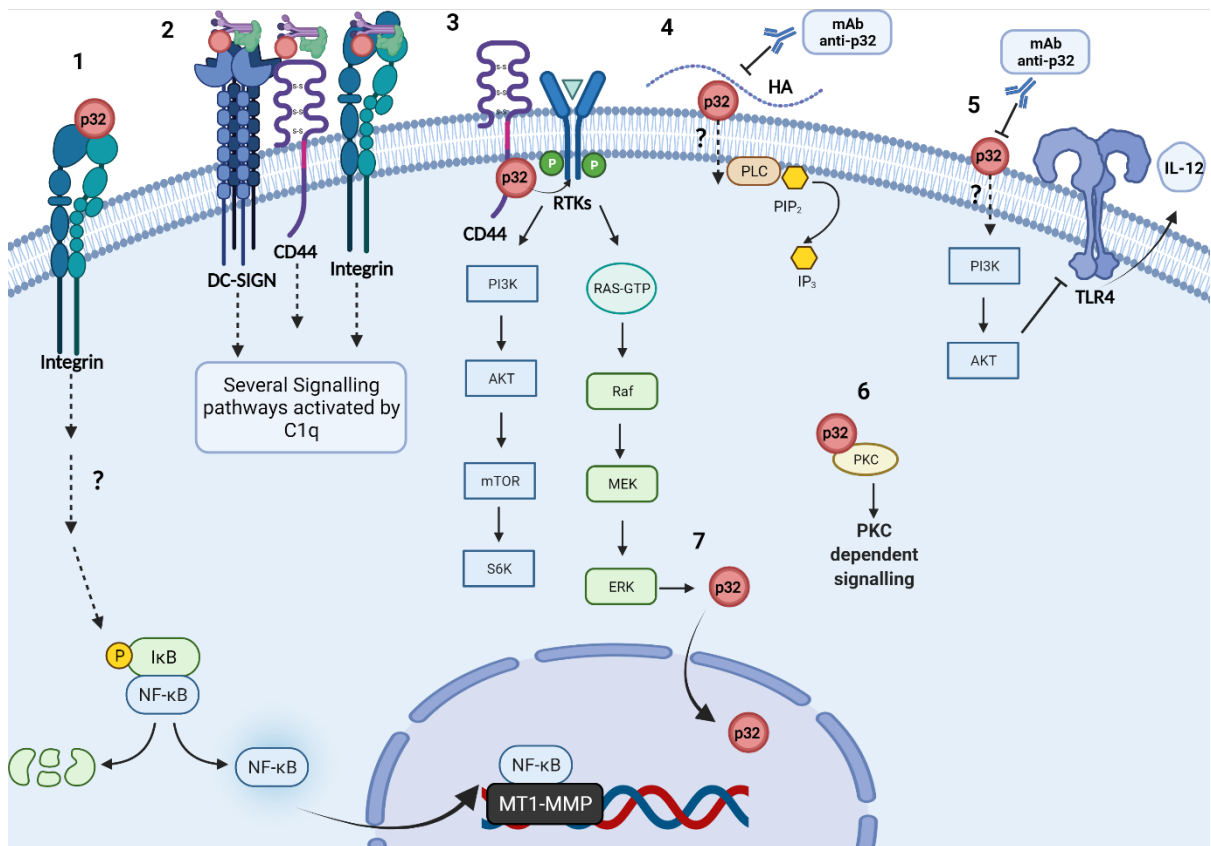 1
p32
Integrin
?
P
IκB
NF-κB
NF-κB
2
DC-SIGN
S-S
S-S
S-S
CD44
Integrin
Several Signalling
pathways activated by
C1q
3
S-S
S-S
S-S
p32
CD44
P
P
RTKs
PI3K
AKT
mTOR
S6K
RAS-GTP
Raf
MEK
ERK
4
mAb
anti-p32
HA
p32
?
PLC
PIP₂
IP₃
5
mAb
anti-p32
p32
?
PI3K
AKT
TLR4
IL-12
6
p32
PKC
PKC
dependent
signalling
7
p32
p32
NF-κB
MT1-MMP